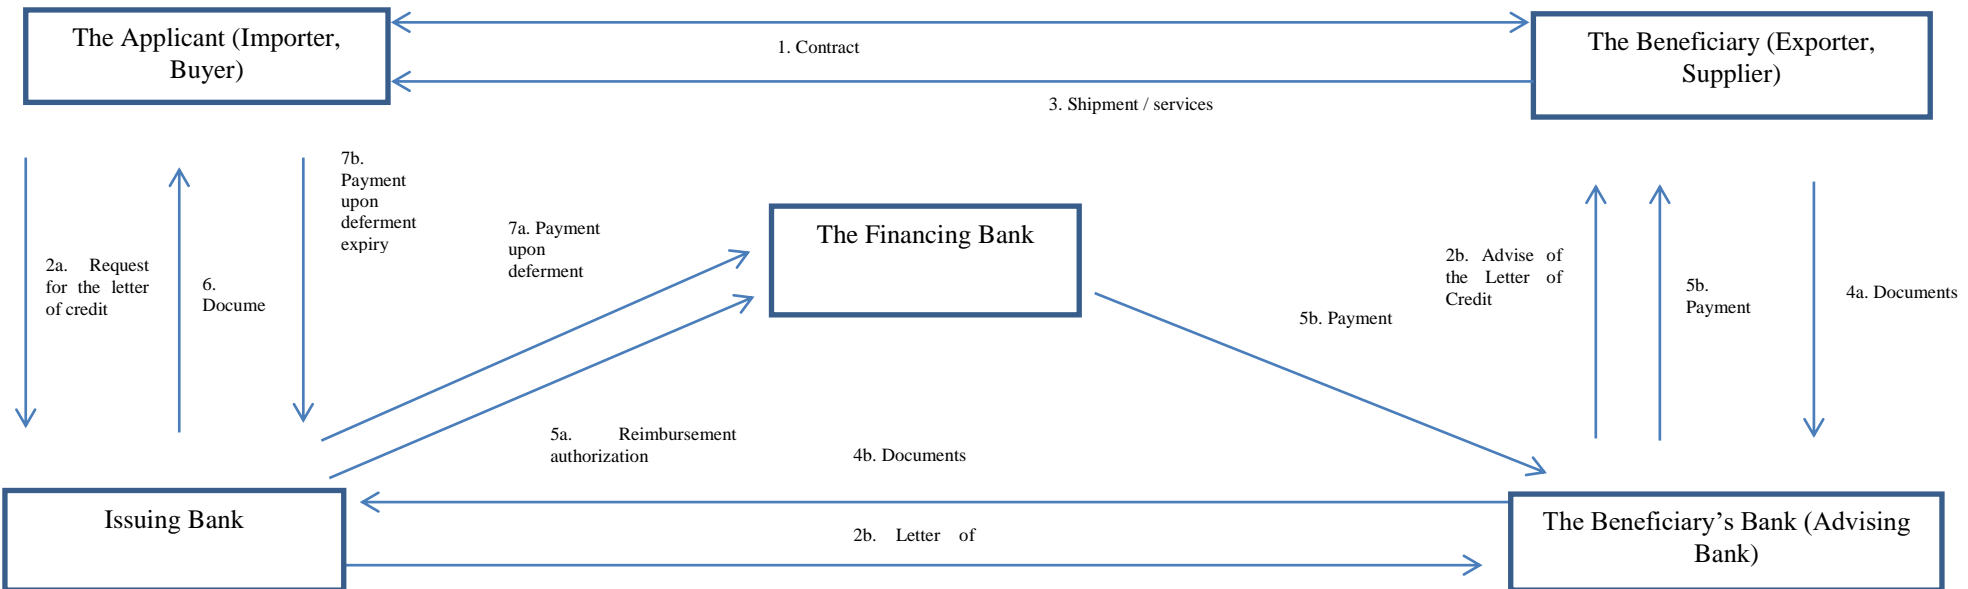 The Applicant (Importer,
Buyer)
1. Contract
The Beneficiary (Exporter,
Supplier)
3. Shipment / services
7b.
Payment
upon
deferment
expiry
7a. Payment
upon
deferment
The Financing Bank
2a. Request
for the letter
of credit
6.
Docume
5b. Payment
2b. Advise of
the Letter of
Credit
5b.
Payment
4a. Documents
5a. Reimbursement
authorization
4b. Documents
Issuing Bank
2b. Letter of
The Beneficiary’s Bank (Advising
Bank)